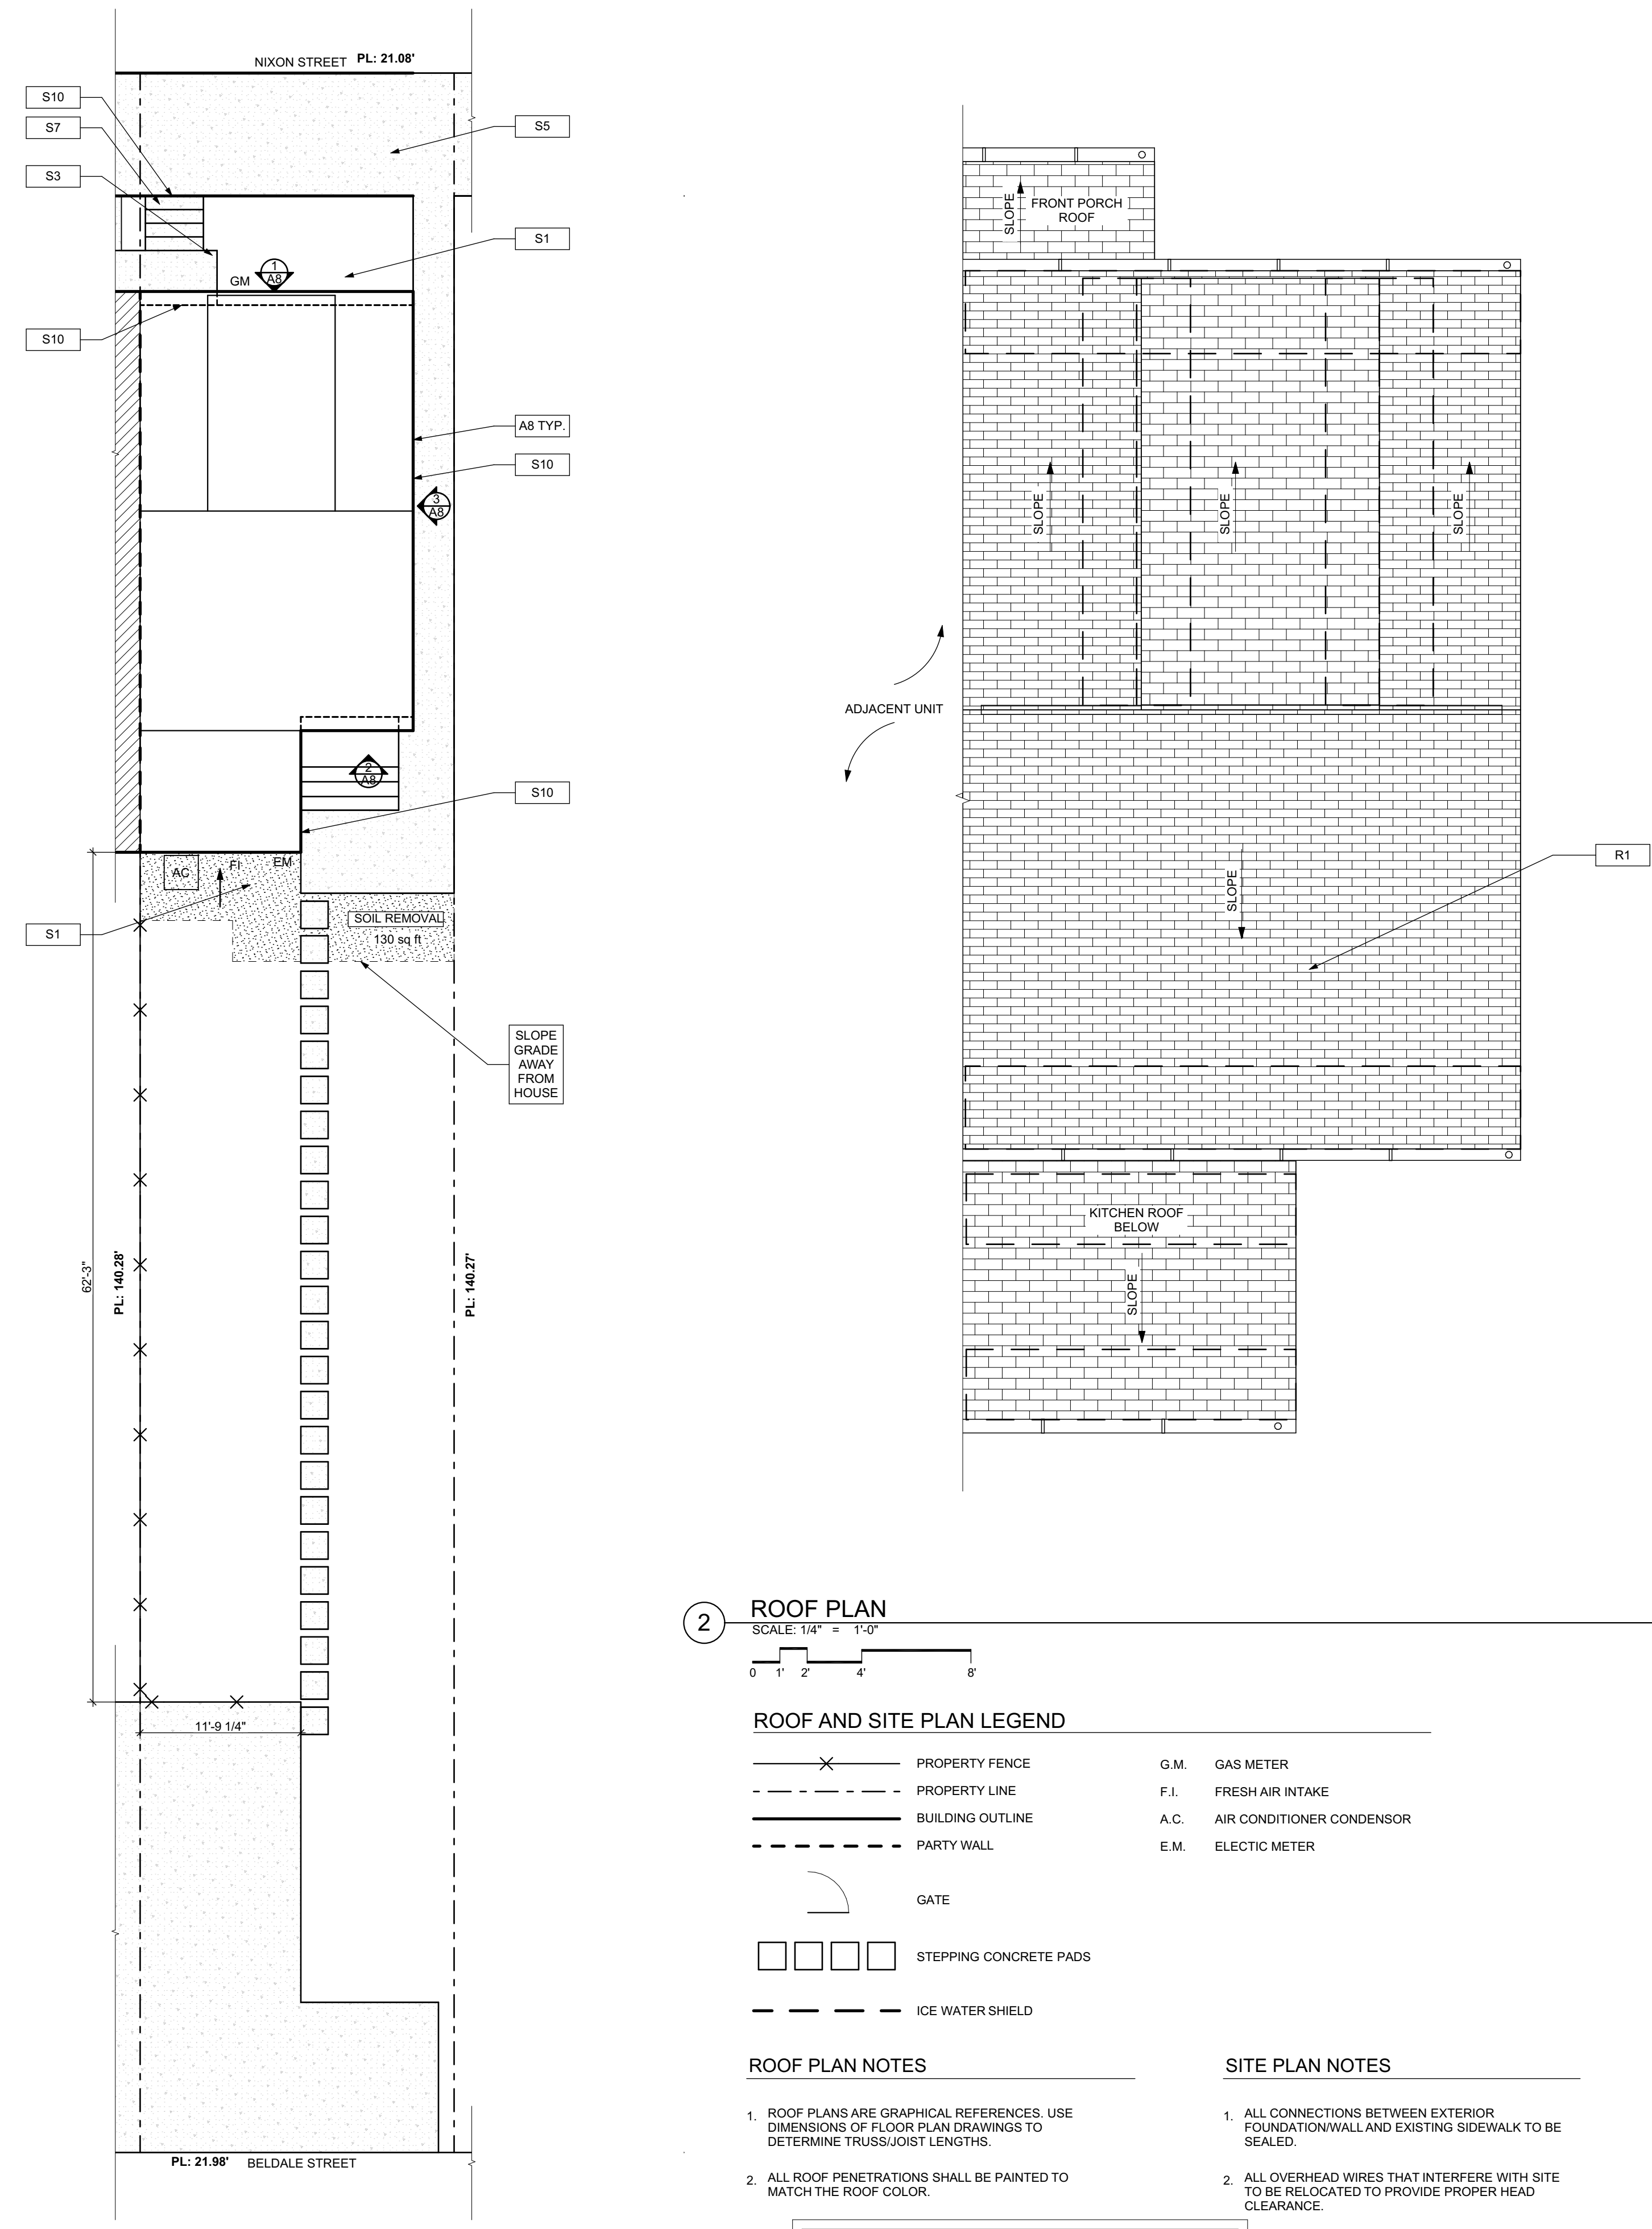 NIXON STREET PL: 21.08'
S10
S7
S3
S5
S1
GM
1
A8
S10
A8 TYP.
S10
3
A8
2
A8
S10
AC
FI
EM
S1
SOIL REMOVAL
130 sq ft
SLOPE
GRADE
AWAY
FROM
HOUSE
62'-3"
PL: 140.28'
PL: 140.27'
11'-9 1/4"
PL: 21.98' BELDALE STREET
SLOPE
FRONT PORCH
ROOF
SLOPE
SLOPE
SLOPE
ADJACENT UNIT
R1
SLOPE
KITCHEN ROOF
BELOW
SLOPE
2
ROOF PLAN
SCALE: 1/4" = 1'-0"
0 1' 2' 4' 8'
ROOF AND SITE PLAN LEGEND
PROPERTY FENCE
PROPERTY LINE
BUILDING OUTLINE
PARTY WALL
GATE
STEPPING CONCRETE PADS
ICE WATER SHIELD
G.M. GAS METER
F.I. FRESH AIR INTAKE
A.C. AIR CONDITIONER CONDENSOR
E.M. ELECTIC METER
ROOF PLAN NOTES
1. ROOF PLANS ARE GRAPHICAL REFERENCES. USE
DIMENSIONS OF FLOOR PLAN DRAWINGS TO
DETERMINE TRUSS/JOIST LENGTHS.
2. ALL ROOF PENETRATIONS SHALL BE PAINTED TO
MATCH THE ROOF COLOR.
SITE PLAN NOTES
1. ALL CONNECTIONS BETWEEN EXTERIOR
FOUNDATION/WALL AND EXISTING SIDEWALK TO BE
SEALED.
2. ALL OVERHEAD WIRES THAT INTERFERE WITH SITE
TO BE RELOCATED TO PROVIDE PROPER HEAD
CLEARANCE.